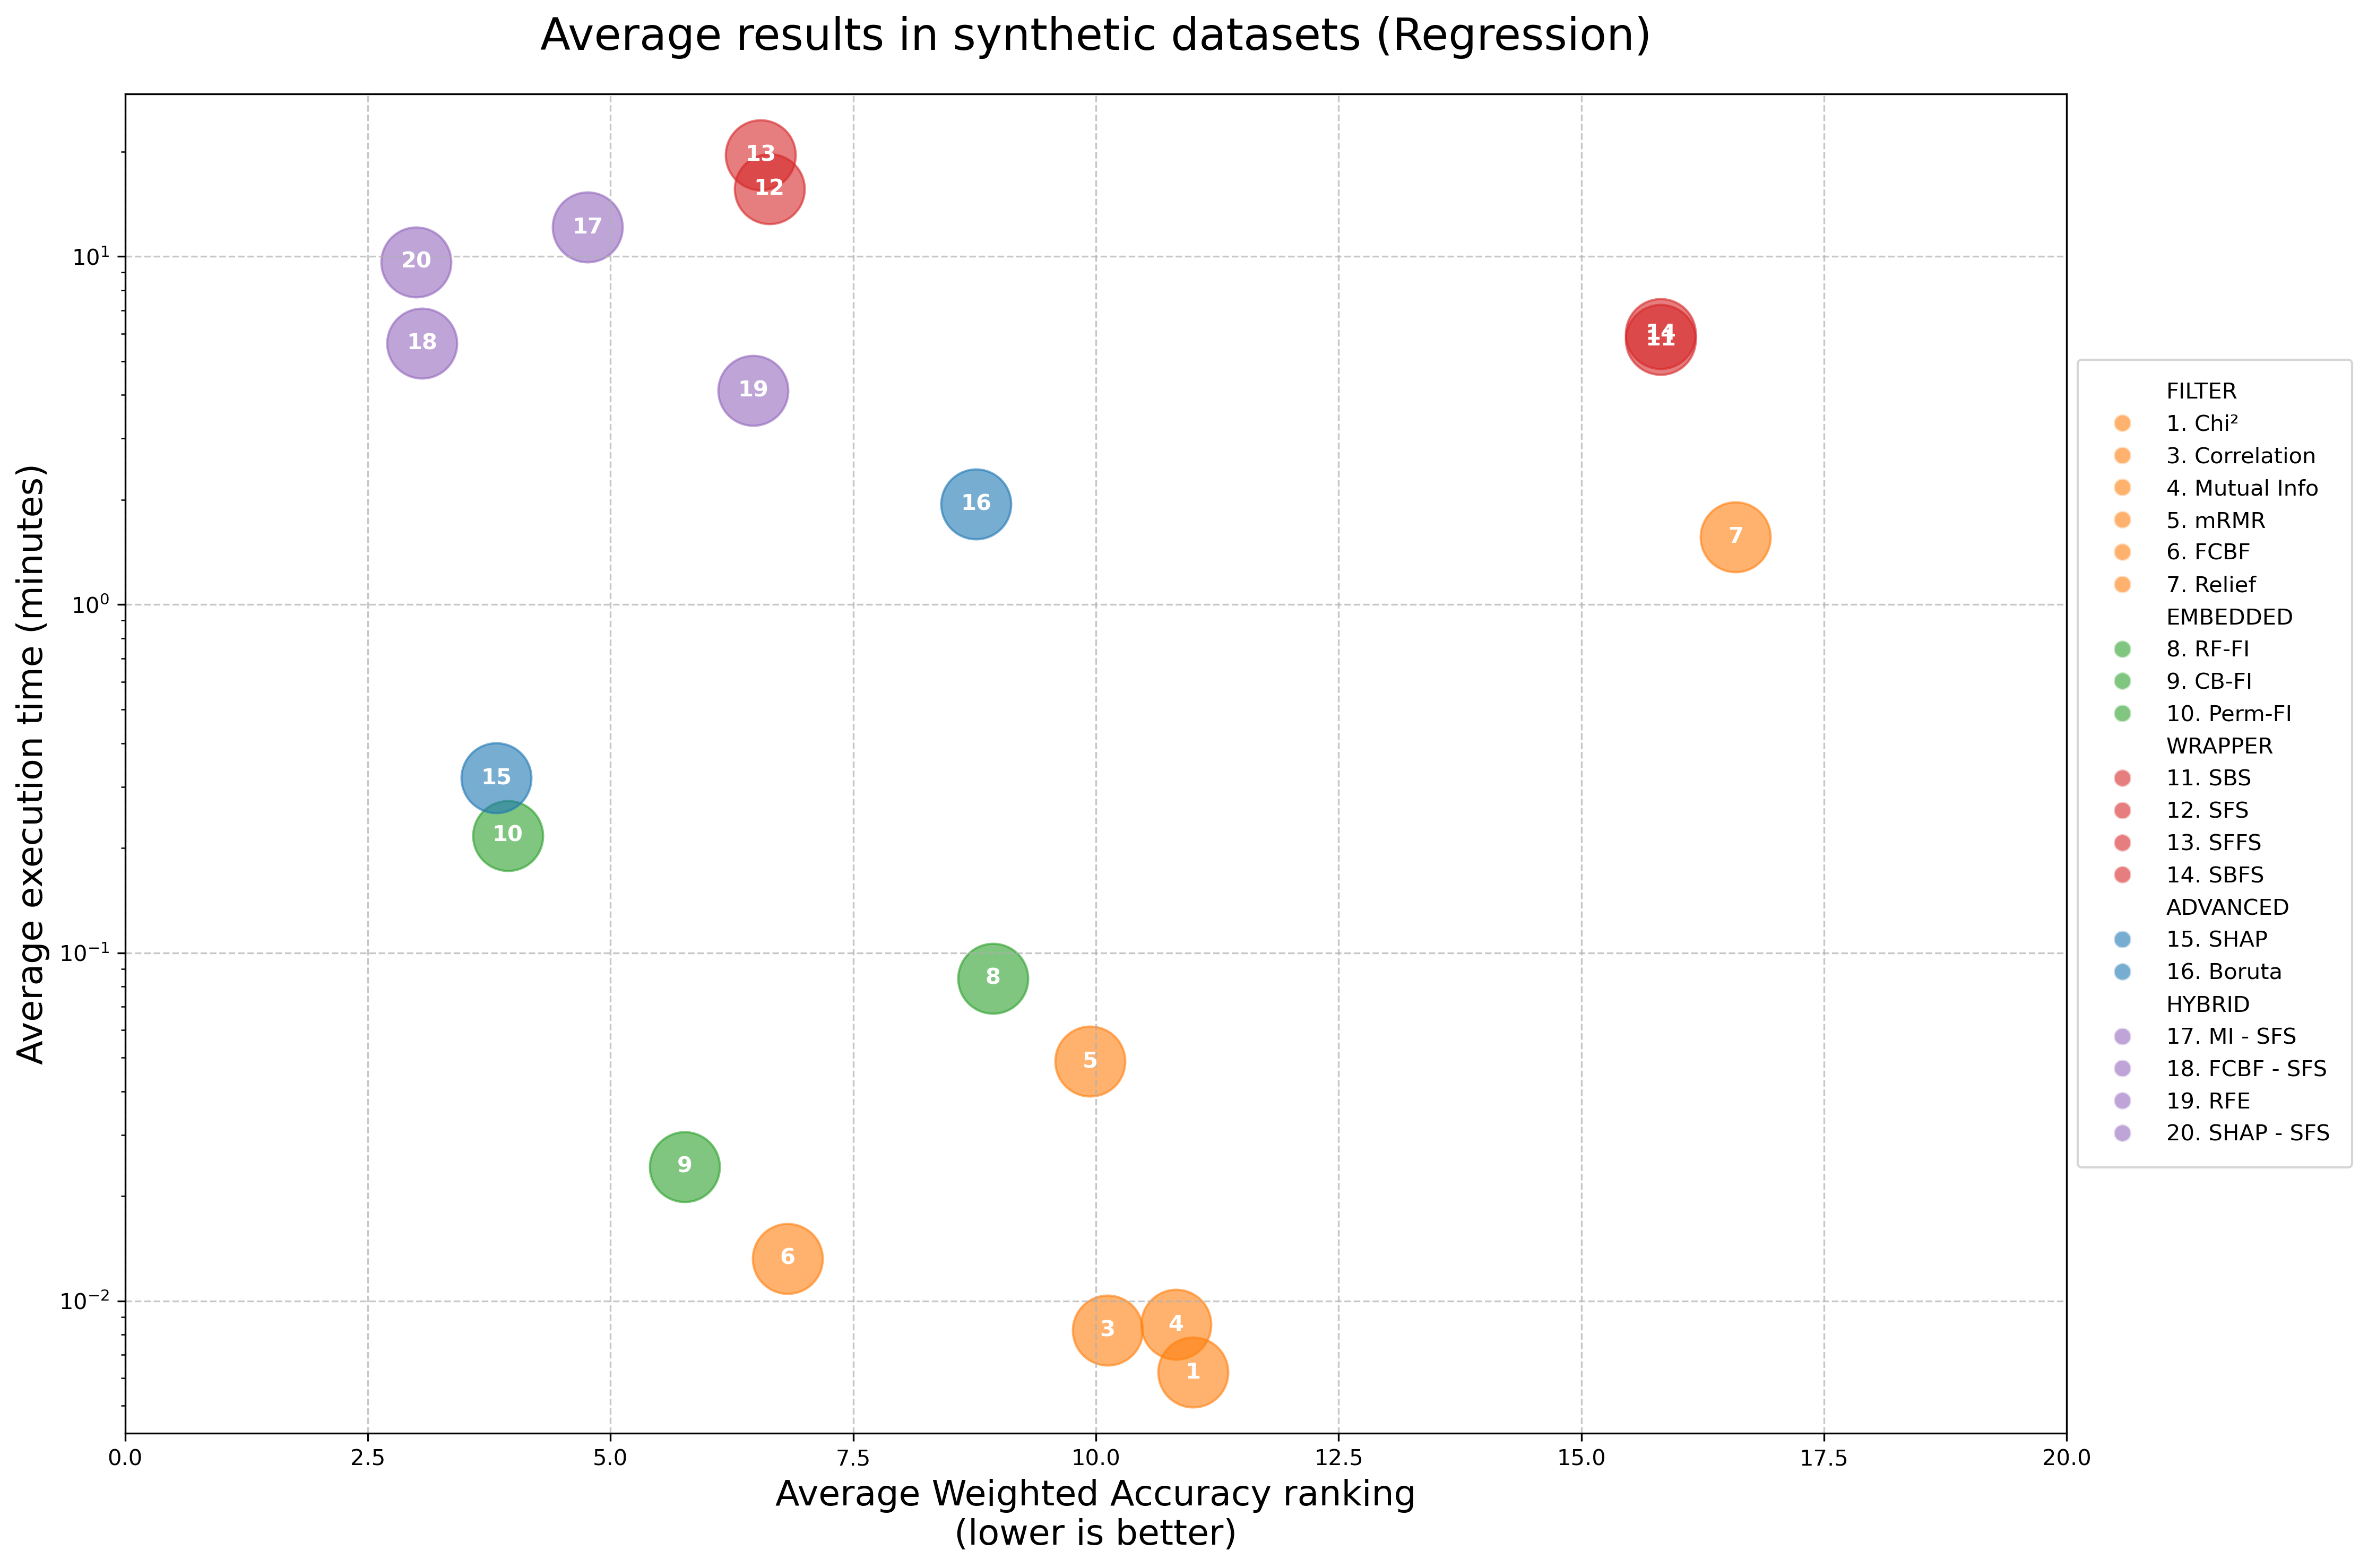 Average results in synthetic datasets (Regression)
Average execution time (minutes)
10¹
10⁰
10⁻¹
10⁻²
13
12
17
20
18
19
14
11
16
7
15
10
8
5
9
6
3
4
1
0.0 2.5 5.0 7.5 10.0 12.5 15.0 17.5 20.0
Average Weighted Accuracy ranking
(lower is better)
FILTER
1. Chi²
3. Correlation
4. Mutual Info
5. mRMR
6. FCBF
7. Relief
EMBEDDED
8. RF-FI
9. CB-FI
10. Perm-FI
WRAPPER
11. SBS
12. SFS
13. SFFS
14. SBFS
ADVANCED
15. SHAP
16. Boruta
HYBRID
17. MI - SFS
18. FCBF - SFS
19. RFE
20. SHAP - SFS